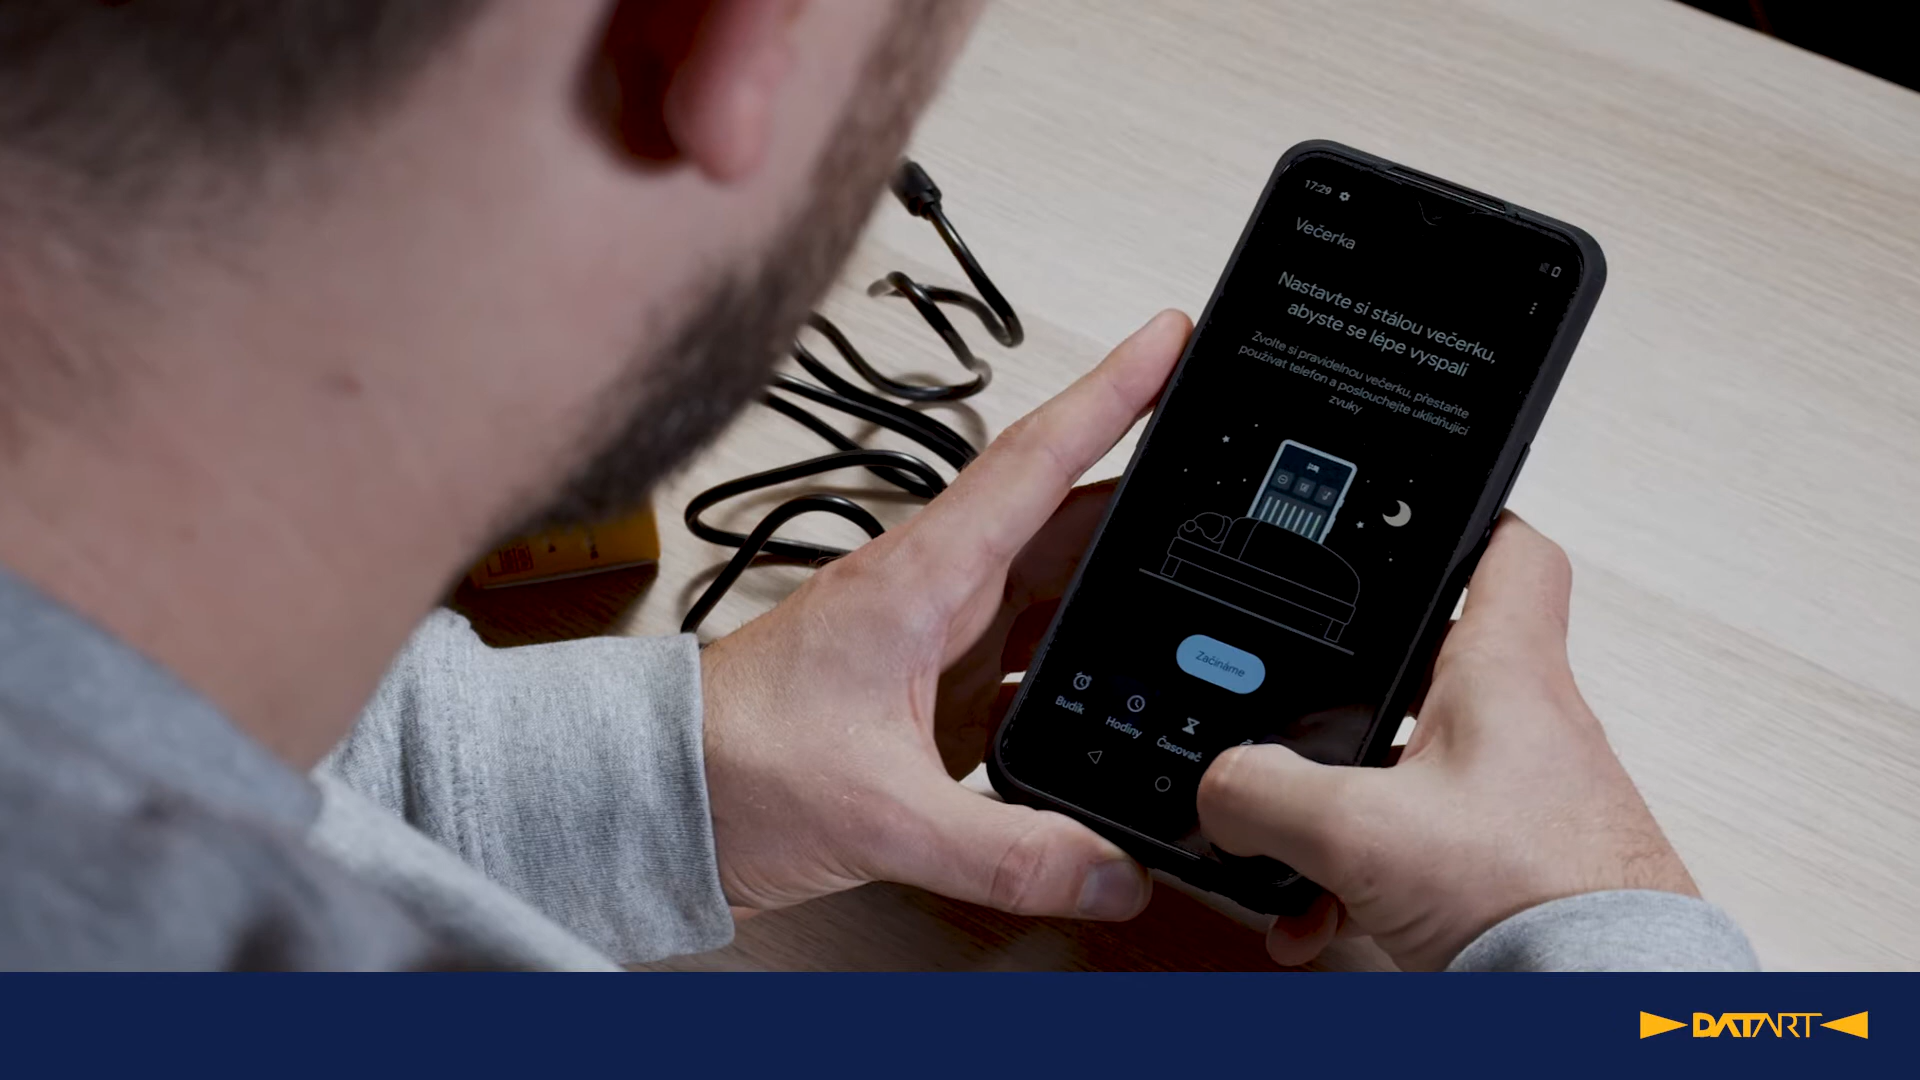 17:29
Večerka
Nastavte si stálou večerku,
abyste se lépe vyspali
Zvolte si pravidelnou večerku, přestaňte
používat telefon a poslouchejte uklidňující
zvuky
Začínáme
Budík
Hodiny
Časovač
DATART